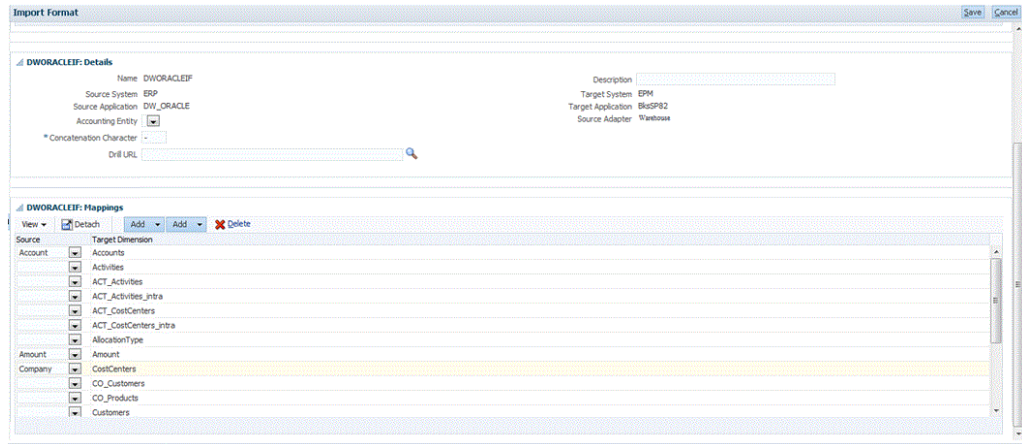 Import Format
Save Cancel
DWORACLEIF: Details
Name DWORACLEIF
Source System ERP
Source Application DW_ORACLE
Accounting Entity
* Concatenation Character -
Drill URL
Description
Target System EPM
Target Application BksSP82
Source Adapter Warehouse
DWORACLEIF: Mappings
View Detach Add Add Delete
Source Target Dimension
Account Accounts
Activities
ACT_Activities
ACT_Activities_intra
ACT_CostCenters
ACT_CostCenters_intra
AllocationType
Amount Amount
Company CostCenters
CO_Customers
CO_Products
Customers